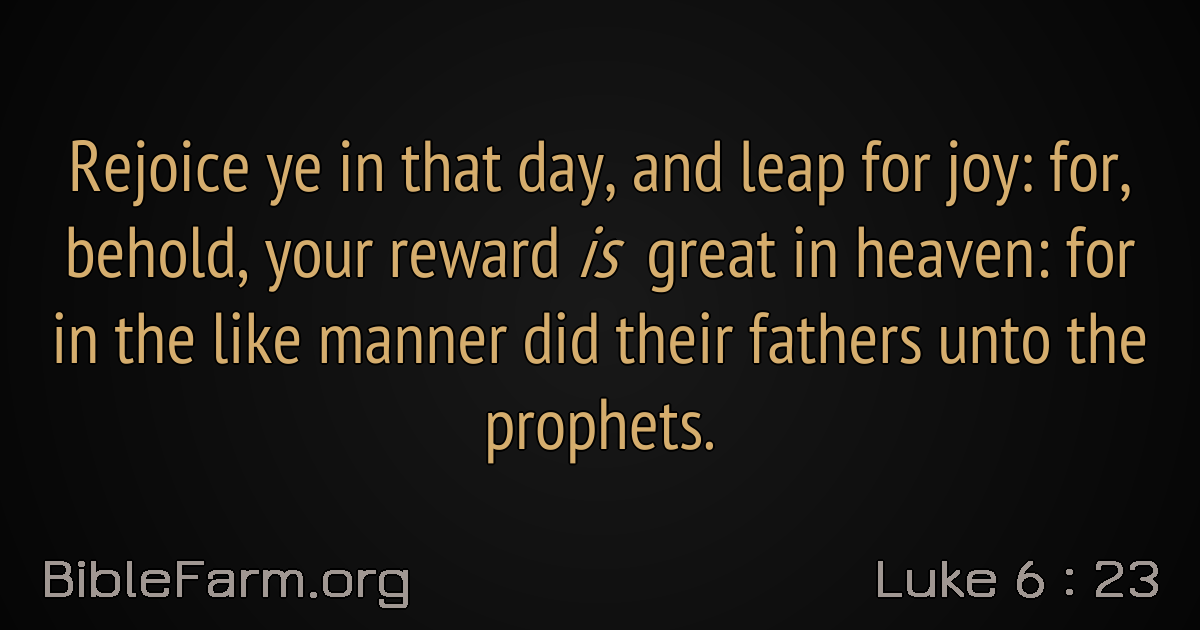 Rejoice ye in that day, and leap for joy: for,
behold, your reward is great in heaven: for
in the like manner did their fathers unto the
prophets.
BibleFarm.org
Luke 6 : 23